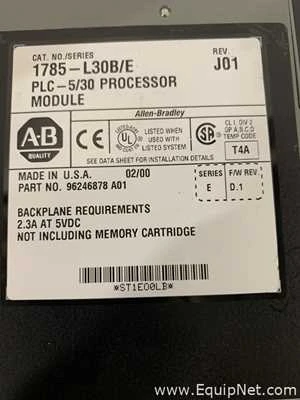 CAT. NO./SERIES
REV.
1785-L30B/E
J01
PLC-5/30 PROCESSOR
MODULE
Allen-Bradley
A-B
QUALITY
UL
LISTED WHEN
USED WITH
LISTED SYSTEM
CL I, DIV 2
GP A,B,C,D
TEMP CODE
T4A
SEE DATA SHEET FOR INSTALLATION DETAILS
MADE IN U.S.A. 02/00
PART NO. 96246878 A01
SERIES
F/W REV
E
D.1
BACKPLANE REQUIREMENTS
2.3A AT 5VDC
NOT INCLUDING MEMORY CARTRIDGE
*ST1E00LB*
www.EquipNet.com